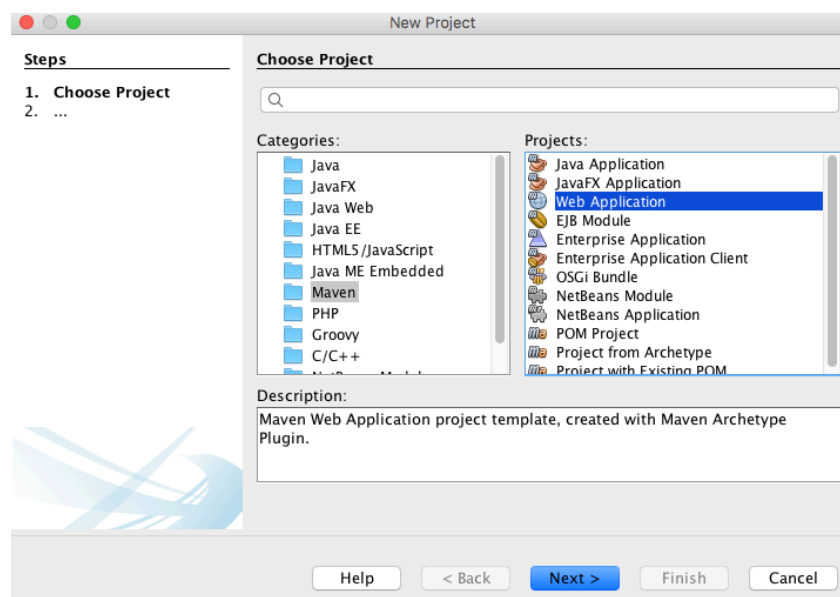 New Project
Steps
1. Choose Project
2. ...
Choose Project
Categories:
Java
JavaFX
Java Web
Java EE
HTML5/JavaScript
Java ME Embedded
Maven
PHP
Groovy
C/C++
Projects:
Java Application
JavaFX Application
Web Application
EJB Module
Enterprise Application
Enterprise Application Client
OSGi Bundle
NetBeans Module
NetBeans Application
POM Project
Project from Archetype
Project with Existing POM
Description:
Maven Web Application project template, created with Maven Archetype
Plugin.
Help
< Back
Next >
Finish
Cancel